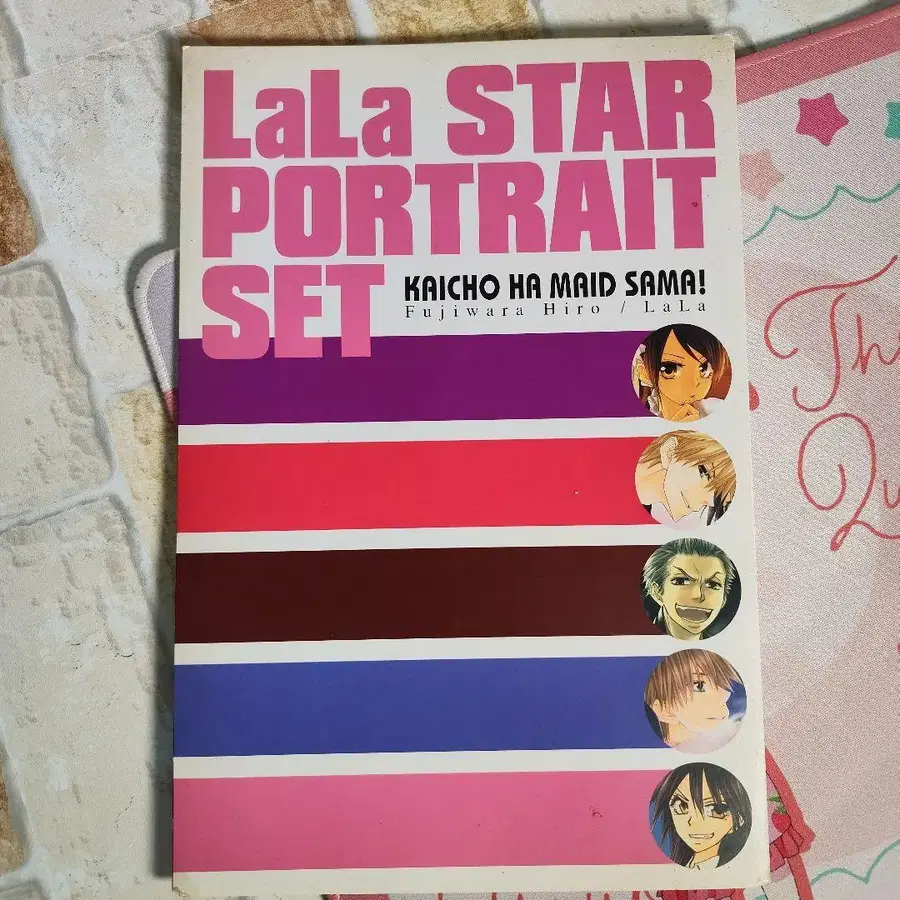 LaLa STAR
PORTRAIT
SET
KAICHO HA MAID SAMA!
Fujiwara Hiro / LaLa